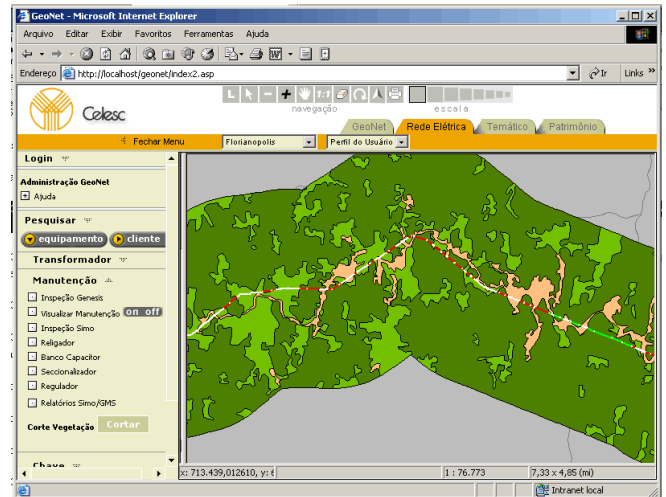 GeoNet - Microsoft Internet Explorer
Arquivo Editar Exibir Favoritos Ferramentas Ajuda
Endereço http://localhost/geonet/index2.asp Ir Links »
Celesc
L 1:1
navegação escala
GeoNet Rede Elétrica Temático Patrimônio
Fechar Menu Florianopolis Perfil do Usuário
Login
Administração GeoNet
+ Ajuda
Pesquisar
equipamento cliente
Transformador
Manutenção
Inspeção Genesis
Visualizar Manutenção on off
Inspeção Simo
Religador
Banco Capacitor
Seccionalizador
Regulador
Relatórios Simo/GMS
Corte Vegetação Cortar
Chave
x: 713.439,012610, y: 1 : 76.773 7,33 x 4,85 (mi)
Intranet local